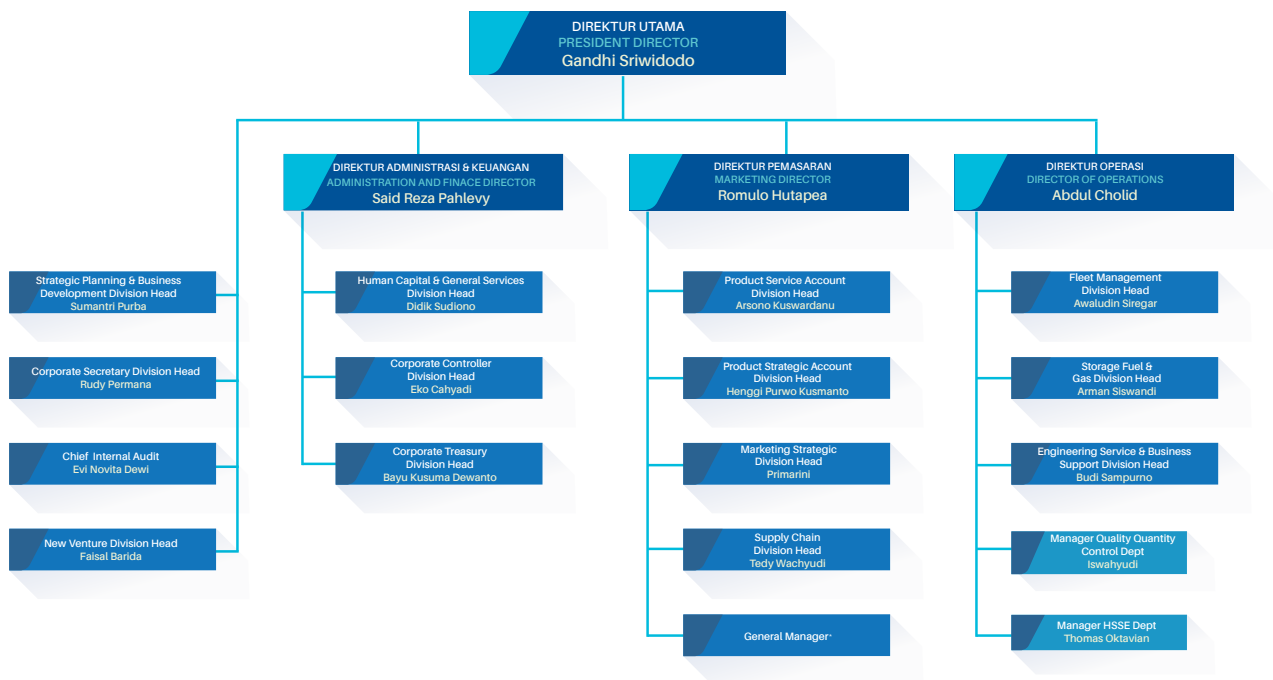 DIREKTUR UTAMA
PRESIDENT DIRECTOR
Gandhi Sriwidodo
DIREKTUR ADMINISTRASI & KEUANGAN
ADMINISTRATION AND FINACE DIRECTOR
Said Reza Pahlevy
DIREKTUR PEMASARAN
MARKETING DIRECTOR
Romulo Hutapea
DIREKTUR OPERASI
DIRECTOR OF OPERATIONS
Abdul Cholid
Strategic Planning & Business
Development Division Head
Sumantri Purba
Corporate Secretary Division Head
Rudy Permana
Chief Internal Audit
Evi Novita Dewi
New Venture Division Head
Faisal Barida
Human Capital & General Services
Division Head
Didik Sudiono
Corporate Controller
Division Head
Eko Cahyadi
Corporate Treasury
Division Head
Bayu Kusuma Dewanto
Product Service Account
Division Head
Arsono Kuswardanu
Product Strategic Account
Division Head
Henggi Purwo Kusmanto
Marketing Strategic
Division Head
Primarini
Supply Chain
Division Head
Tedy Wachyudi
General Manager*
Fleet Management
Division Head
Awaludin Siregar
Storage Fuel &
Gas Division Head
Arman Siswandi
Engineering Service & Business
Support Division Head
Budi Sampurno
Manager Quality Quantity
Control Dept
Iswahyudi
Manager HSSE Dept
Thomas Oktavian